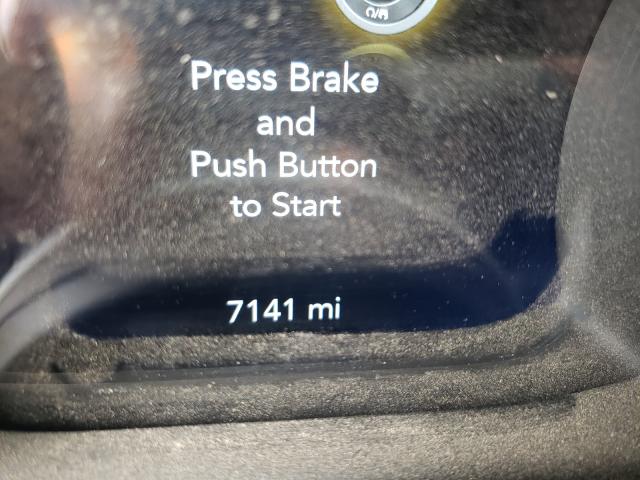 Press Brake
and
Push Button
to Start
7141 mi